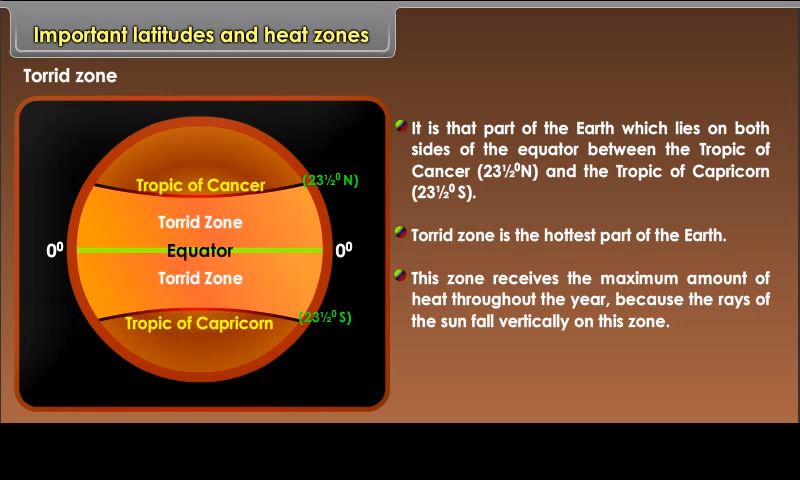 Important latitudes and heat zones
Torrid zone
Tropic of Cancer
(23½⁰ N)
Torrid Zone
0⁰
Equator
0⁰
Torrid Zone
Tropic of Capricorn
(23½⁰ S)
It is that part of the Earth which lies on both
sides of the equator between the Tropic of
Cancer (23½⁰N) and the Tropic of Capricorn
(23½⁰ S).
Torrid zone is the hottest part of the Earth.
This zone receives the maximum amount of
heat throughout the year, because the rays of
the sun fall vertically on this zone.